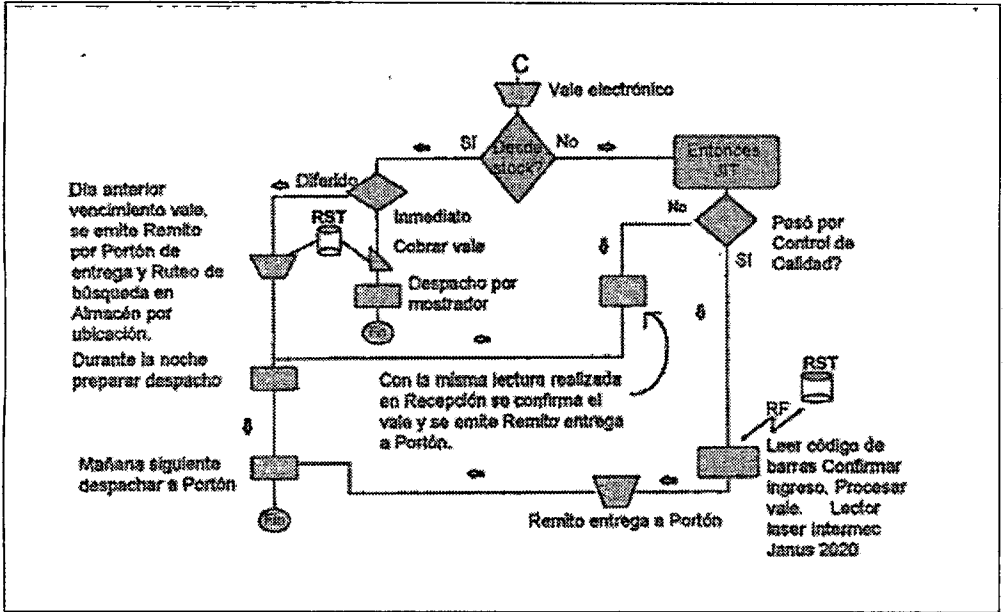 C
Vale electrónico
Sí
Desde
stock?
No
Entonces
JIT
Diferido
Inmediato
Día anterior
vencimiento vale,
se emite Remito
por Portón de
entrega y Ruteo de
búsqueda en
Almacén por
ubicación.
RST
Cobrar vale
Despacho por
mostrador
Fin
No
Pasó por
Control de
Calidad?
Sí
Durante la noche
preparar despacho
Con la misma lectura realizada
en Recepción se confirma el
vale y se emite Remito entrega
a Portón.
RST
RF
Leer código de
barras Confirmar
ingreso, Procesar
vale. Lector
laser Intermec
Janus 2020
Mañana siguiente
despachar a Portón
Fin
Remito entrega a Portón